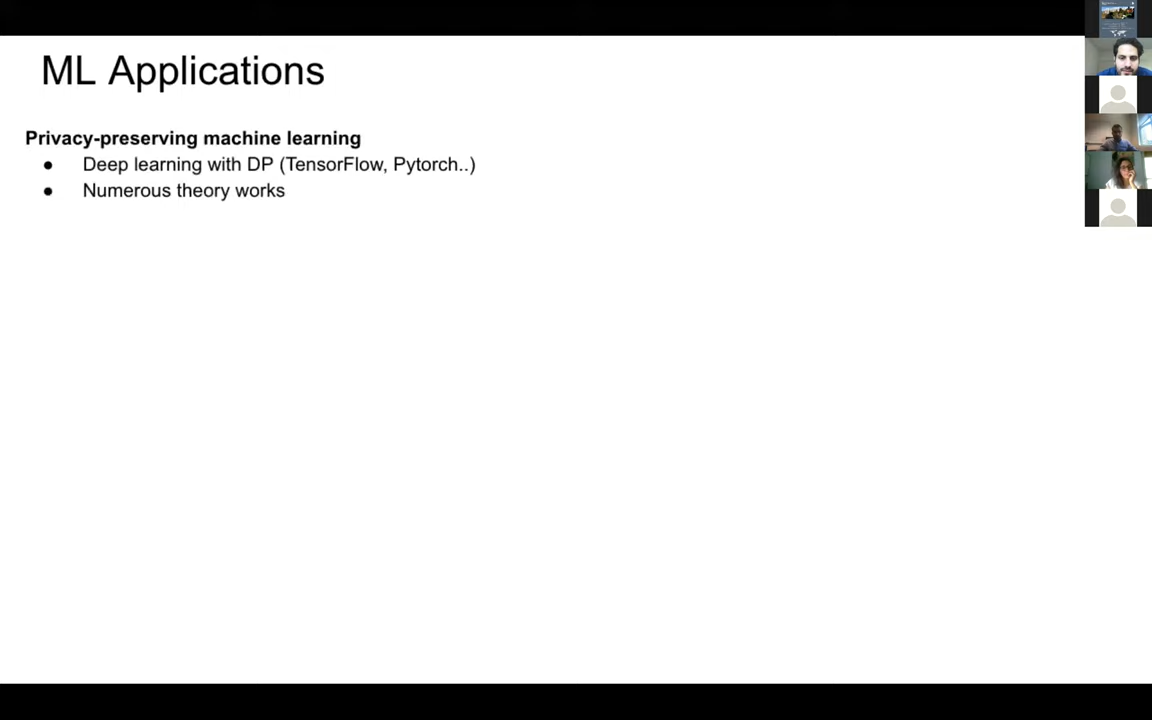 ML Applications
Privacy-preserving machine learning
● Deep learning with DP (TensorFlow, Pytorch..)
● Numerous theory works